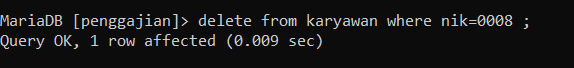 MariaDB [penggajian]> delete from karyawan where nik=0008 ;
Query OK, 1 row affected (0.009 sec)